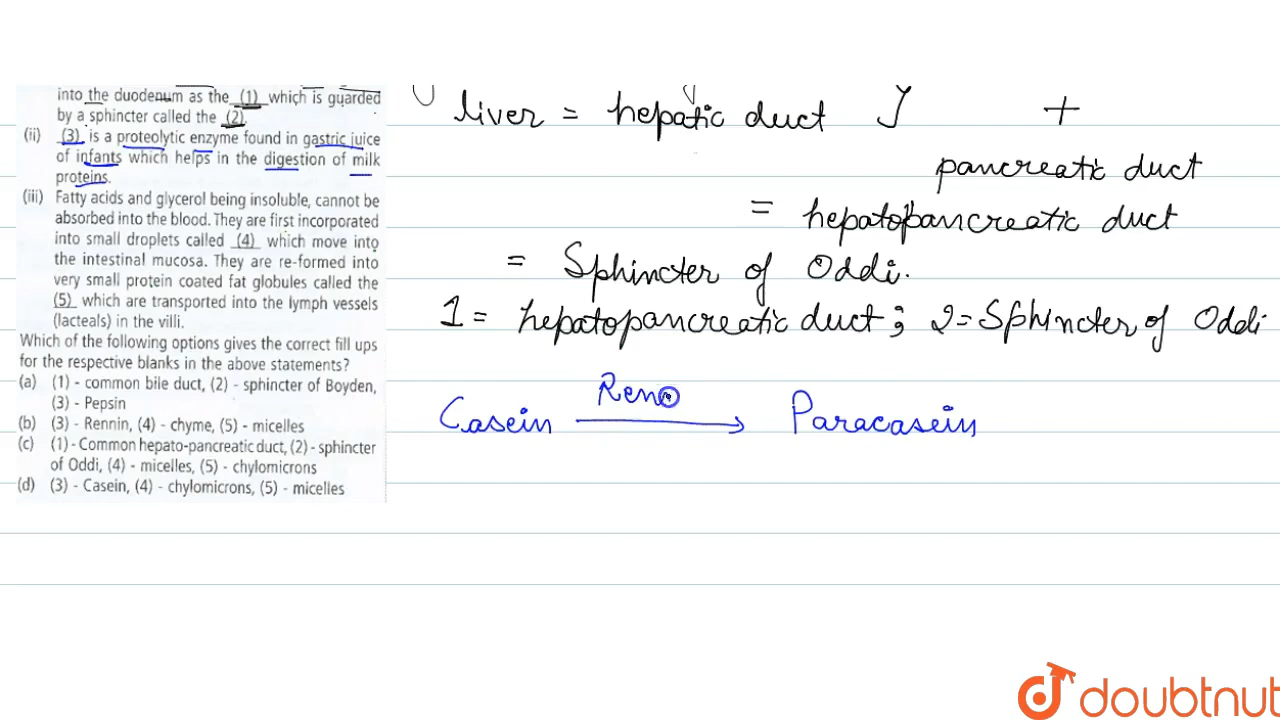 into the duodenum as the (1) which is guarded
by a sphincter called the (2).
(ii) (3) is a proteolytic enzyme found in gastric juice
of infants which helps in the digestion of milk
proteins.
(iii) Fatty acids and glycerol being insoluble, cannot be
absorbed into the blood. They are first incorporated
into small droplets called (4) which move into
the intestinal mucosa. They are re-formed into
very small protein coated fat globules called the
(5) which are transported into the lymph vessels
(lacteals) in the villi.
Which of the following options gives the correct fill ups
for the respective blanks in the above statements?
(a) (1) - common bile duct, (2) - sphincter of Boyden,
(3) - Pepsin
(b) (3) - Rennin, (4) - chyme, (5) - micelles
(c) (1) - Common hepato-pancreatic duct, (2) - sphincter
of Oddi, (4) - micelles, (5) - chylomicrons
(d) (3) - Casein, (4) - chylomicrons, (5) - micelles
liver = hepatic duct +
pancreatic duct
= hepatopancreatic duct
= Sphincter of Oddi.
1 = hepatopancreatic duct; 2 = Sphincter of Oddi
Casein → Paracasein
doubtnut